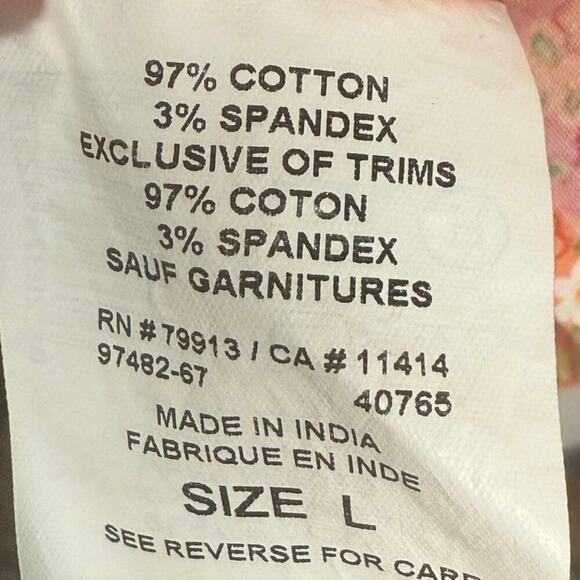 97% COTTON
3% SPANDEX
EXCLUSIVE OF TRIMS
97% COTON
3% SPANDEX
SAUF GARNITURES
RN # 79913 / CA # 11414
97482-67 40765
MADE IN INDIA
FABRIQUE EN INDE
SIZE L
SEE REVERSE FOR CARE